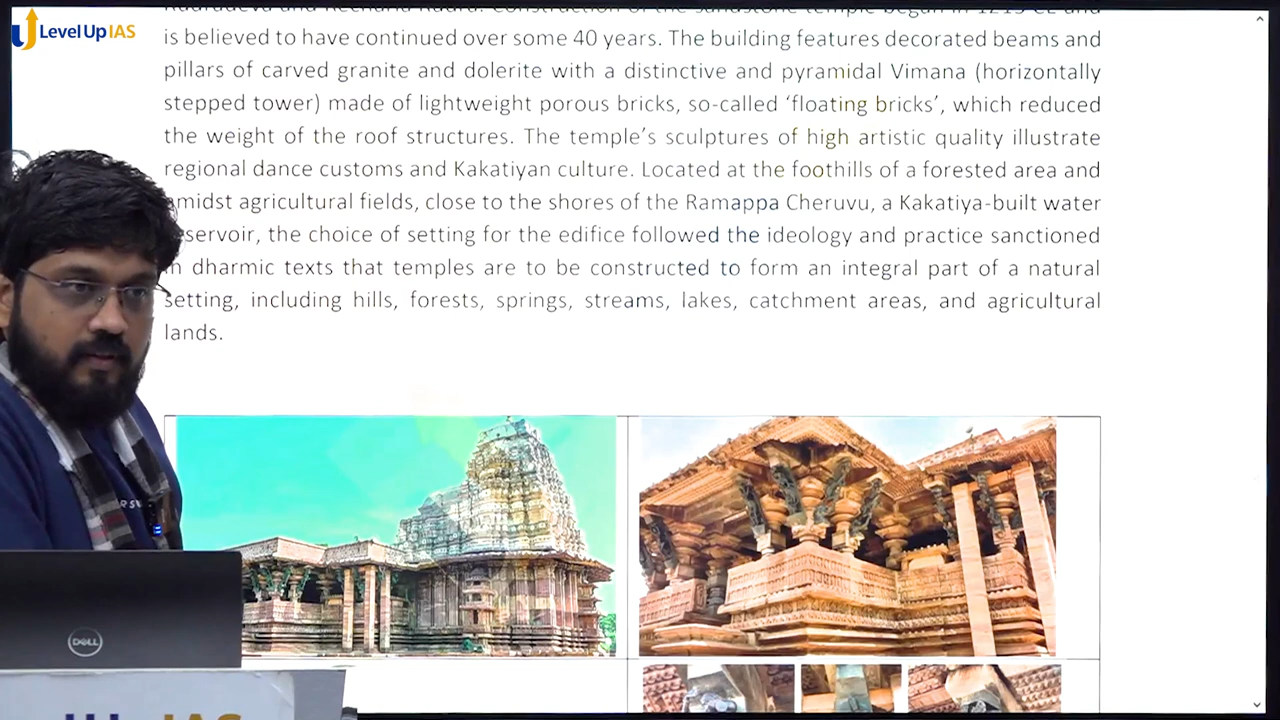 Level Up IAS
is believed to have continued over some 40 years. The building features decorated beams and
pillars of carved granite and dolerite with a distinctive and pyramidal Vimana (horizontally
stepped tower) made of lightweight porous bricks, so-called ‘floating bricks’, which reduced
the weight of the roof structures. The temple’s sculptures of high artistic quality illustrate
regional dance customs and Kakatiyan culture. Located at the foothills of a forested area and
amidst agricultural fields, close to the shores of the Ramappa Cheruvu, a Kakatiya-built water
servoir, the choice of setting for the edifice followed the ideology and practice sanctioned
dharmic texts that temples are to be constructed to form an integral part of a natural
setting, including hills, forests, springs, streams, lakes, catchment areas, and agricultural
lands.
DELL